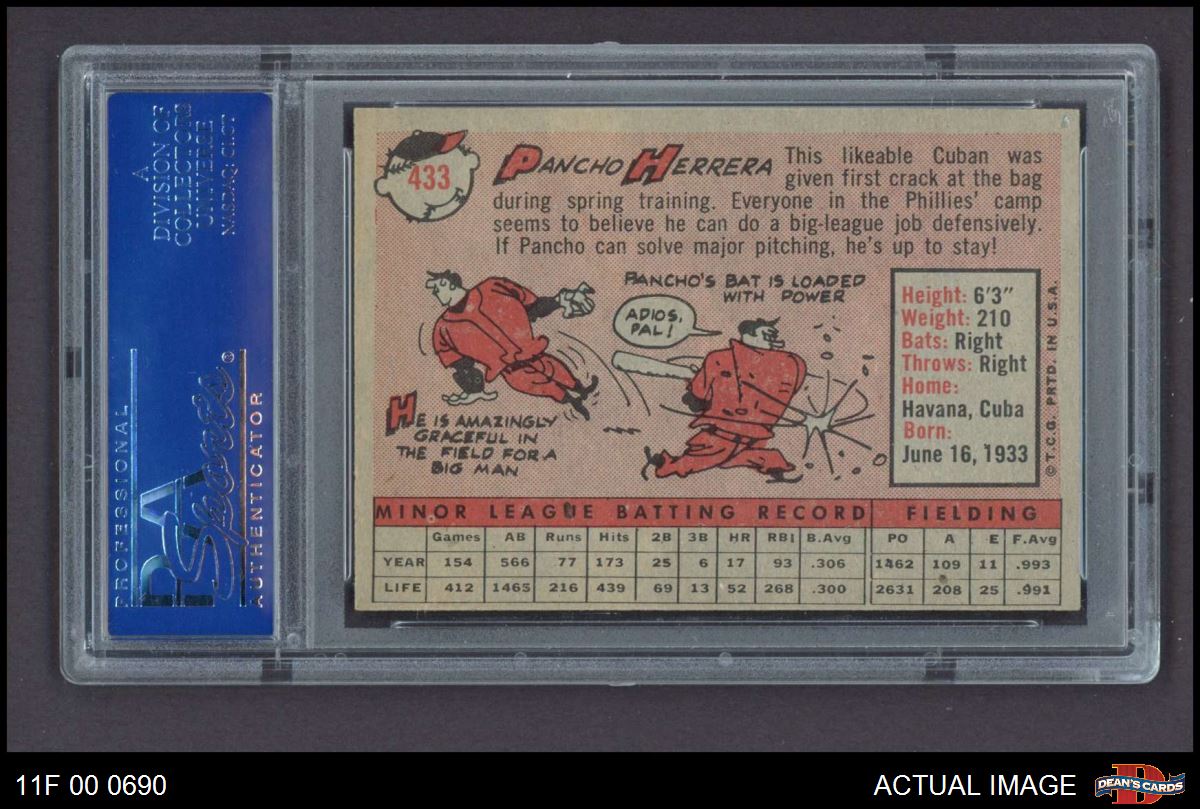 A
DIVISION OF
COLLECTORS
UNIVERSE
NASDAQ: CLCT
PROFESSIONAL
PSA
Sports®
AUTHENTICATOR
433
PANCHO HERRERA
This likeable Cuban was
given first crack at the bag
during spring training. Everyone in the Phillies' camp
seems to believe he can do a big-league job defensively.
If Pancho can solve major pitching, he's up to stay!
HE IS AMAZINGLY
GRACEFUL IN
THE FIELD FOR A
BIG MAN
PANCHO'S BAT IS LOADED
WITH POWER
ADIOS,
PAL!
Height: 6'3"
Weight: 210
Bats: Right
Throws: Right
Home:
Havana, Cuba
Born:
June 16, 1933
© T.C.G. PRTD. IN U.S.A.
MINOR LEAGUE BATTING RECORD FIELDING
Games AB Runs Hits 2B 3B HR RBI B.Avg PO A E F.Avg
YEAR 154 566 77 173 25 6 17 93 .306 1462 109 11 .993
LIFE 412 1465 216 439 69 13 52 268 .300 2631 208 25 .991
11F 00 0690
ACTUAL IMAGE
DEAN'S CARDS